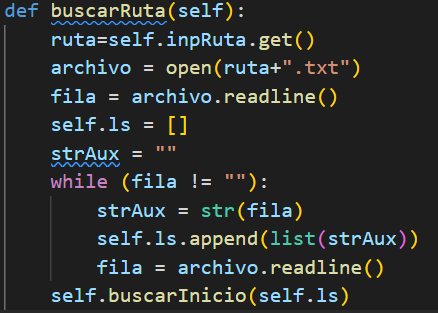 def buscarRuta(self):
    ruta=self.inpRuta.get()
    archivo = open(ruta+".txt")
    fila = archivo.readline()
    self.ls = []
    strAux = ""
    while (fila != ""):
        strAux = str(fila)
        self.ls.append(list(strAux))
        fila = archivo.readline()
    self.buscarInicio(self.ls)